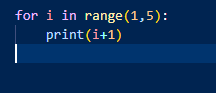 for i in range(1,5):
    print(i+1)